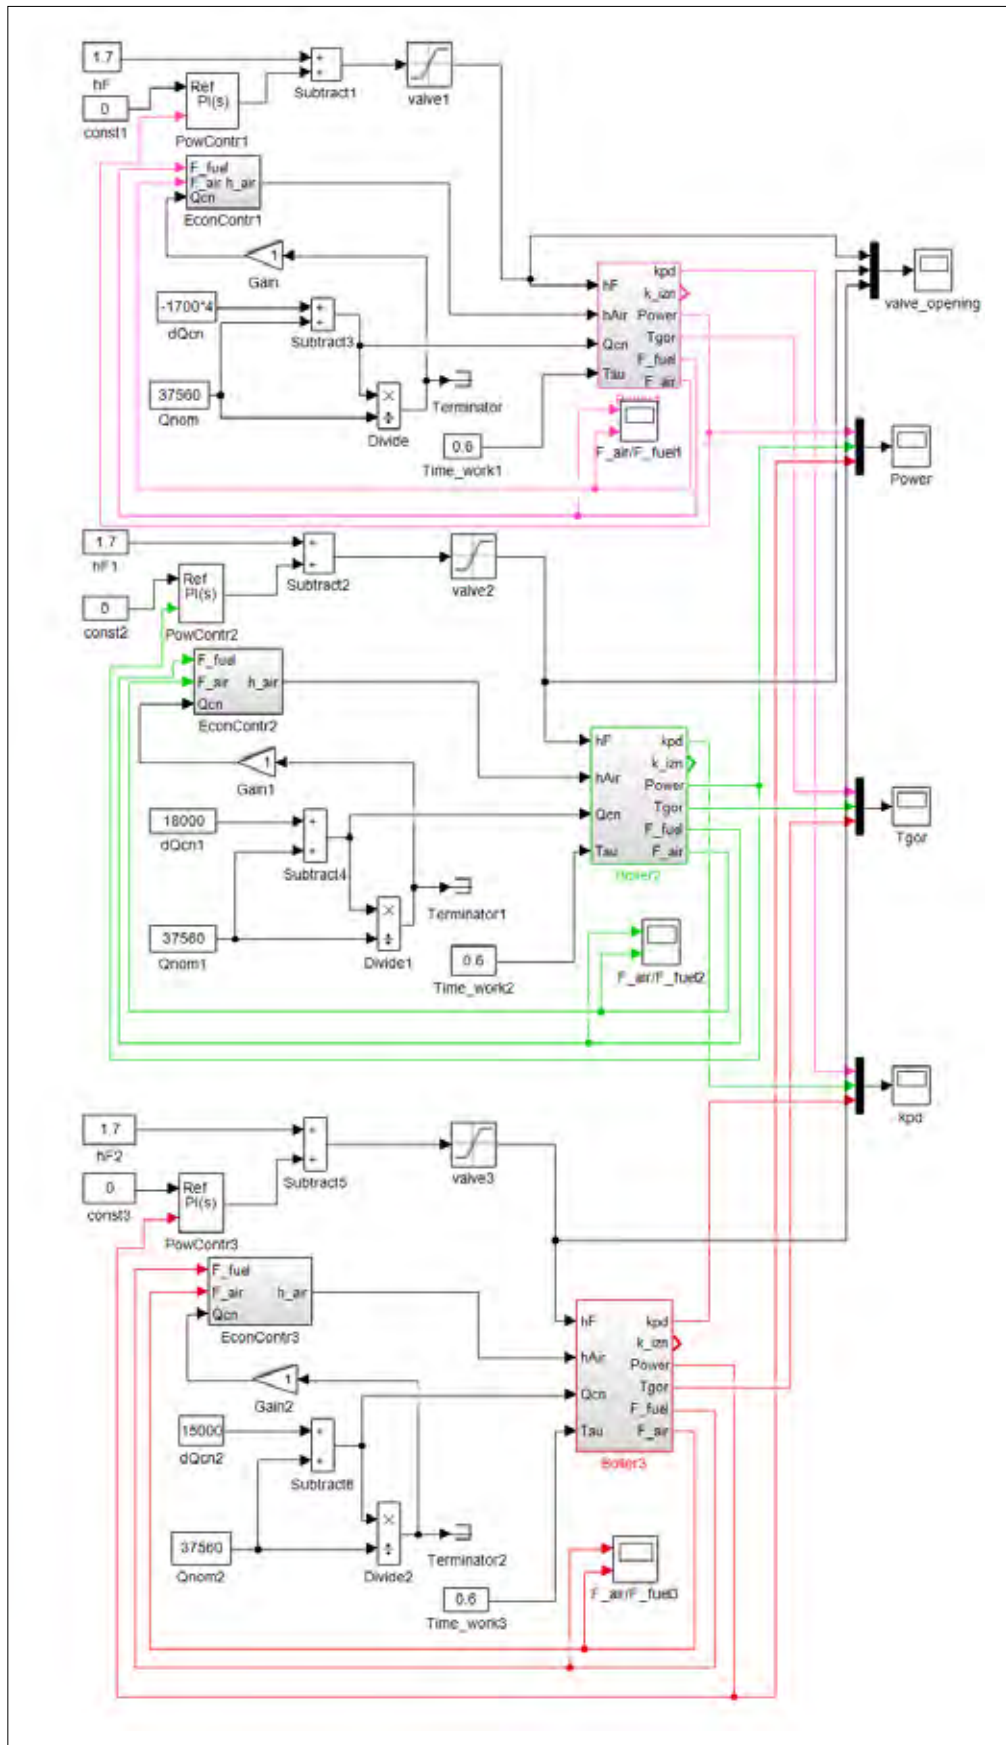 1.7
hF
0
const1
Ref
PI(s)
PowContr1
+
+
Subtract1
valve1
F_fuel
F_air h_air
Qcn
EconContr1
1
Gain
-1700*4
dQcn
+
+
Subtract3
37560
Qnom
×
÷
Divide
Terminator
0.6
Time_work1
hF
hAir
Qcn
Tau
kpd
k_izn
Power
Tgor
F_fuel
F_air
F_air/F_fuel1
valve_opening
Power
1.7
hF1
0
const2
Ref
PI(s)
PowContr2
+
+
Subtract2
valve2
F_fuel
F_air h_air
Qcn
EconContr2
1
Gain1
18000
dQcn1
+
+
Subtract4
37560
Qnom1
×
÷
Divide1
Terminator1
0.6
Time_work2
hF
hAir
Qcn
Tau
kpd
k_izn
Power
Tgor
F_fuel
F_air
Boiler2
F_air/F_fuel2
Tgor
kpd
1.7
hF2
0
const3
Ref
PI(s)
PowContr3
+
+
Subtract5
valve3
F_fuel
F_air h_air
Qcn
EconContr3
1
Gain2
15000
dQcn2
+
+
Subtract6
37560
Qnom2
×
÷
Divide2
Terminator2
0.6
Time_work3
hF
hAir
Qcn
Tau
kpd
k_izn
Power
Tgor
F_fuel
F_air
Boiler3
F_air/F_fuel3